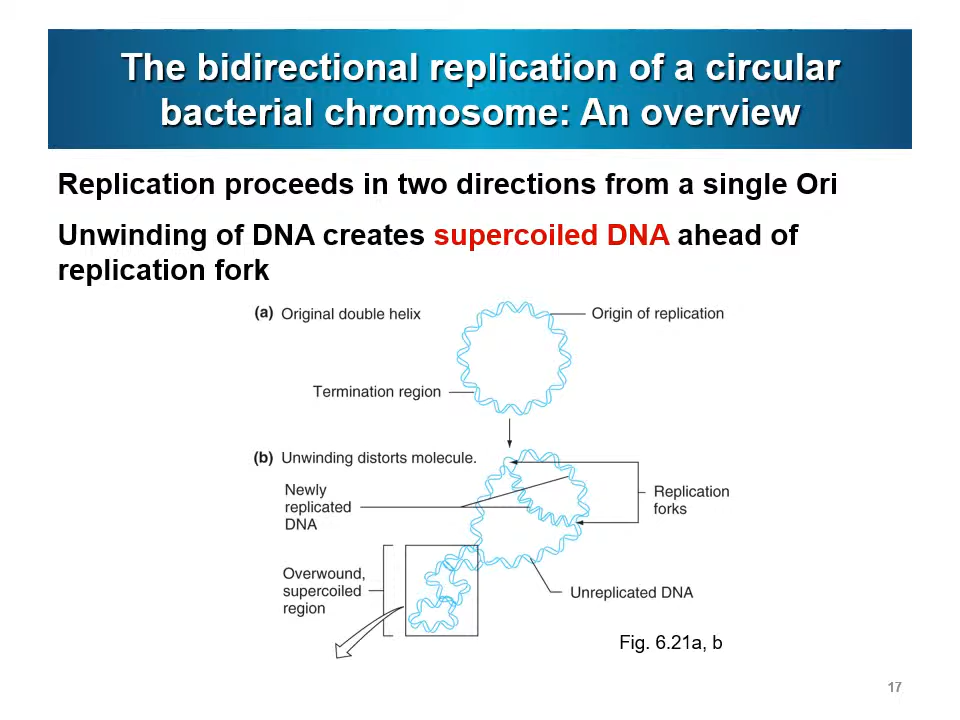 The bidirectional replication of a circular
bacterial chromosome: An overview
Replication proceeds in two directions from a single Ori
Unwinding of DNA creates supercoiled DNA ahead of
replication fork
(a) Original double helix
Origin of replication
Termination region
(b) Unwinding distorts molecule.
Newly
replicated
DNA
Replication
forks
Overwound,
supercoiled
region
Unreplicated DNA
Fig. 6.21a, b
17